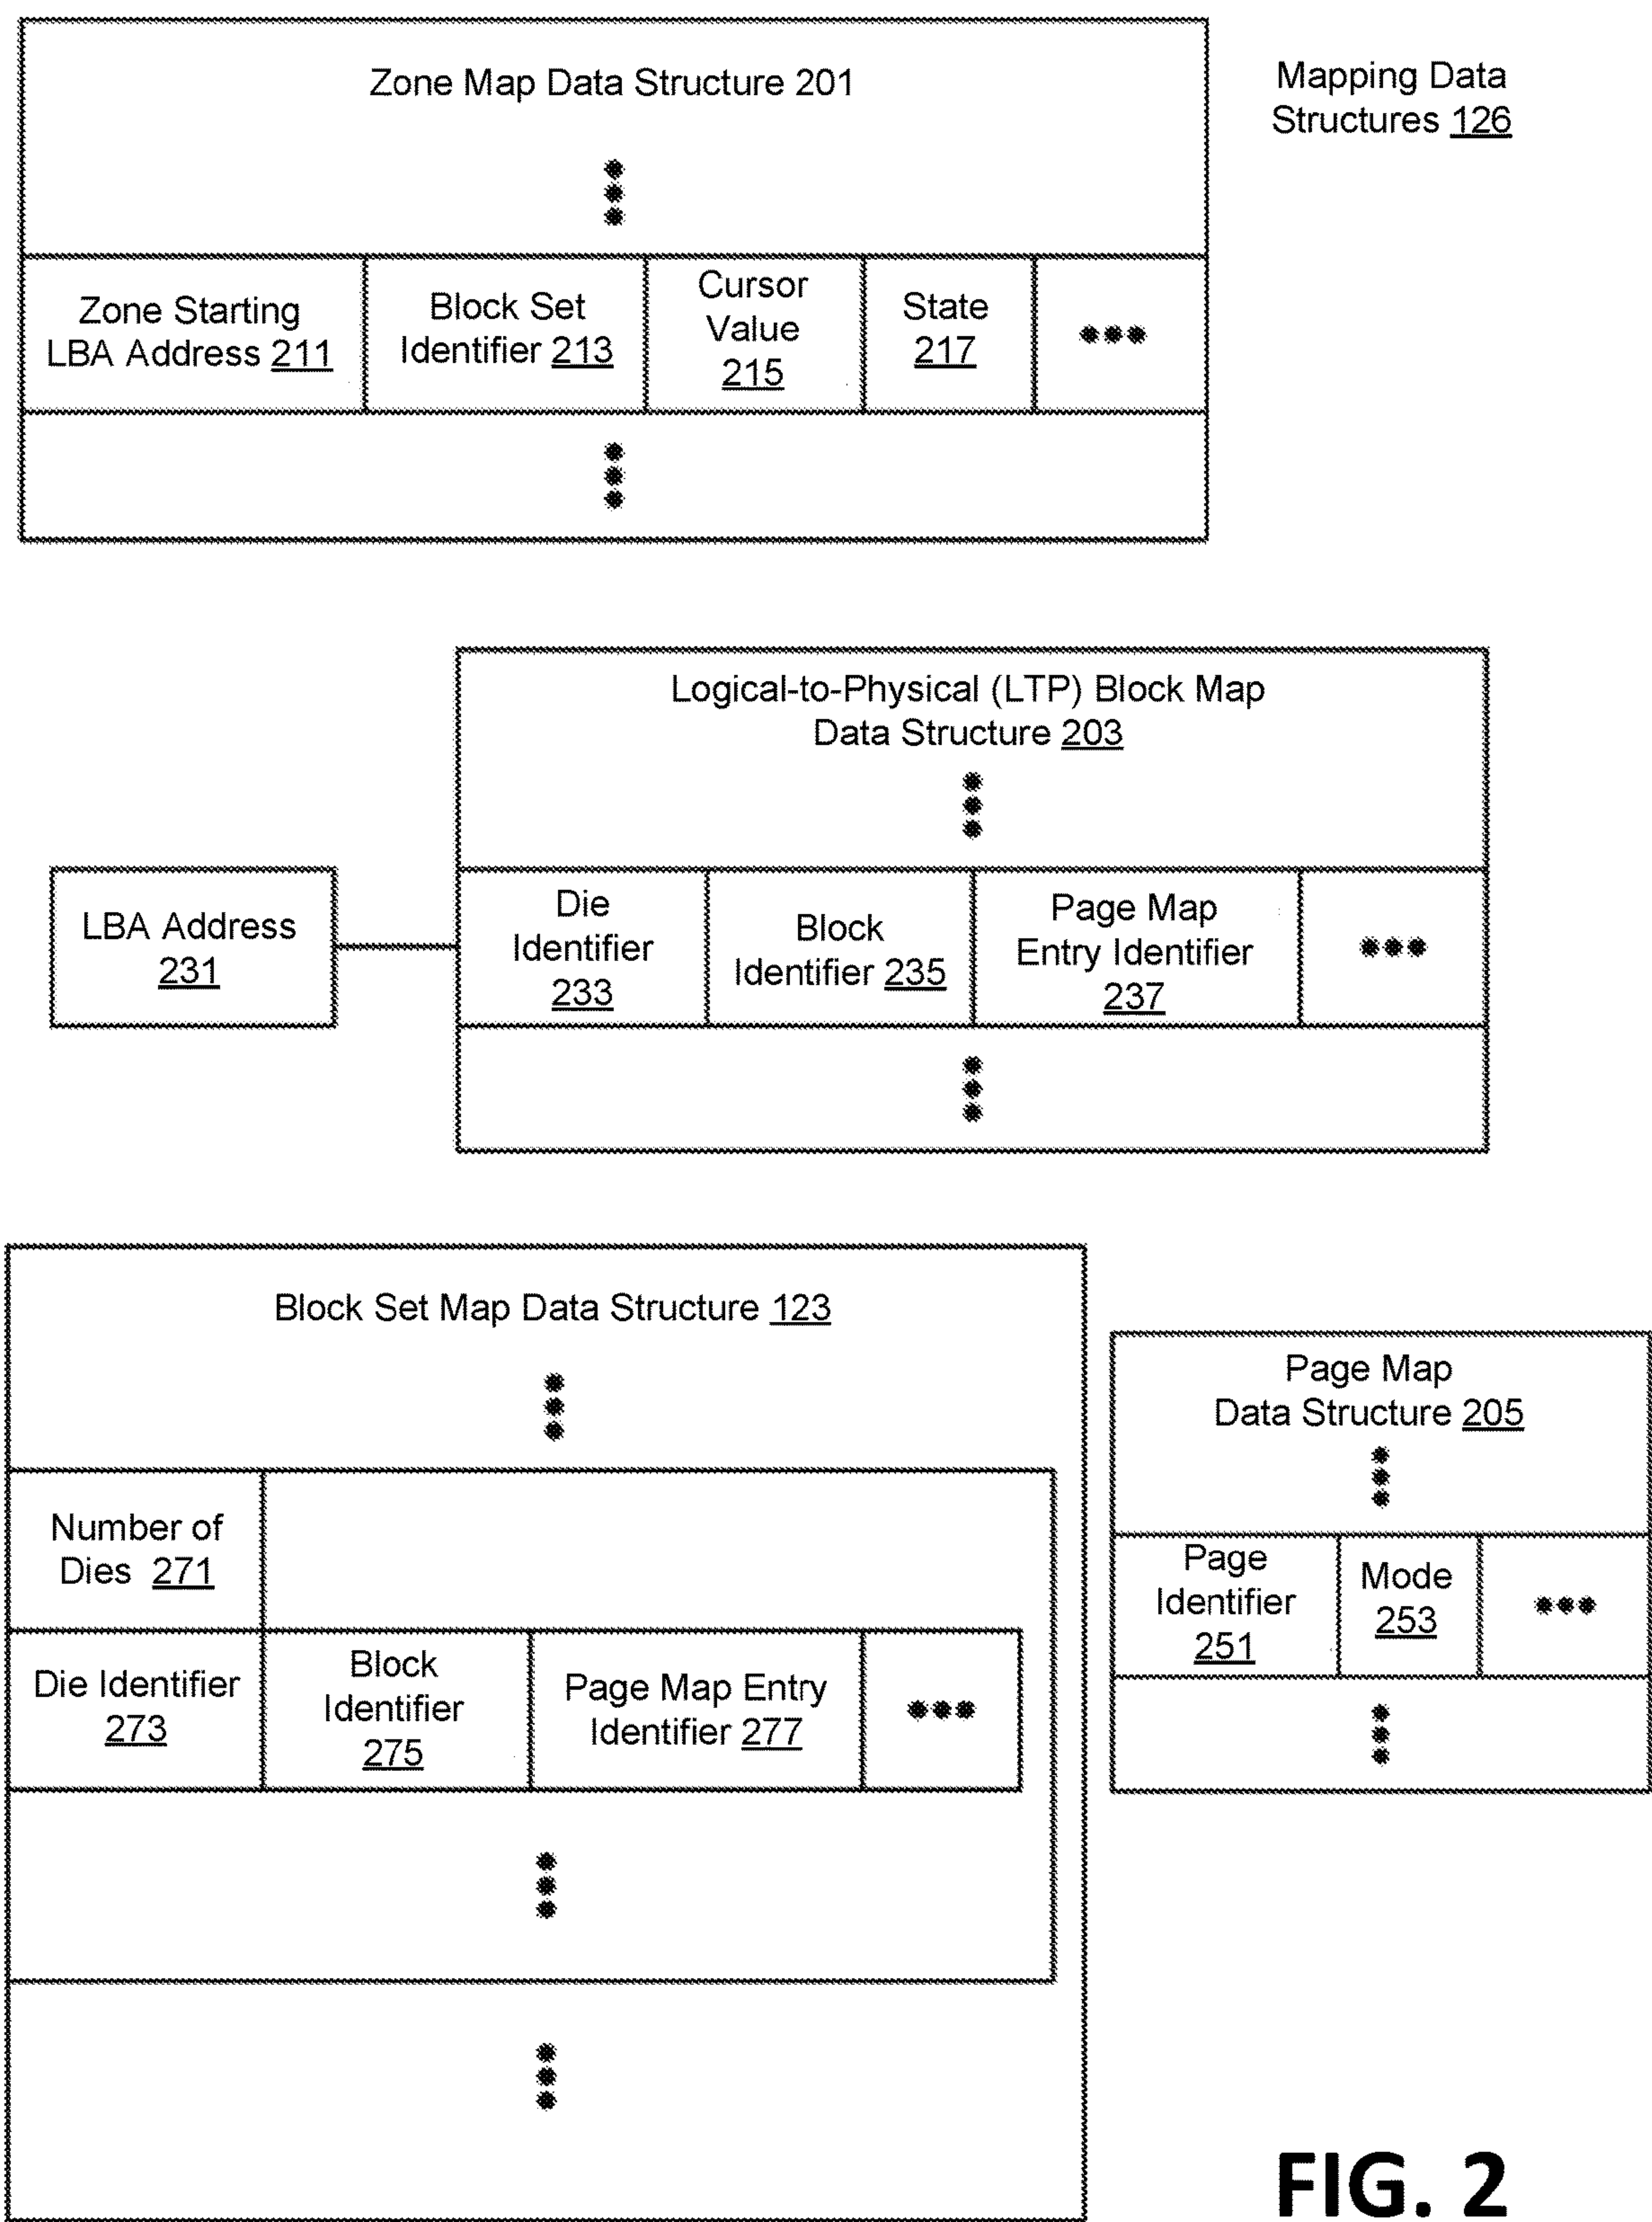 Zone Map Data Structure 201
Mapping Data
Structures 126
Zone Starting
LBA Address 211
Block Set
Identifier 213
Cursor
Value
215
State
217
Logical-to-Physical (LTP) Block Map
Data Structure 203
LBA Address
231
Die
Identifier
233
Block
Identifier 235
Page Map
Entry Identifier
237
Block Set Map Data Structure 123
Number of
Dies 271
Die Identifier
273
Block
Identifier
275
Page Map Entry
Identifier 277
Page Map
Data Structure 205
Page
Identifier
251
Mode
253
FIG. 2